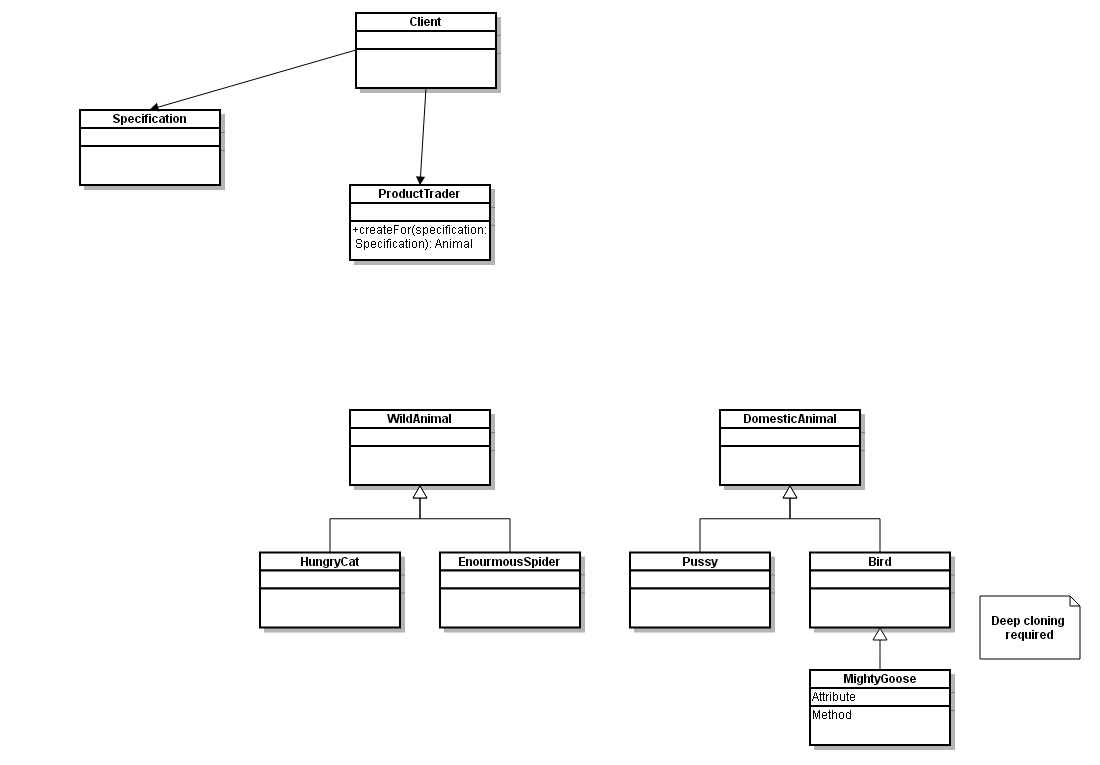 Client
Specification
ProductTrader
+createFor(specification:
Specification): Animal
WildAnimal
DomesticAnimal
HungryCat
EnourmousSpider
Pussy
Bird
Deep cloning
required
MightyGoose
Attribute
Method